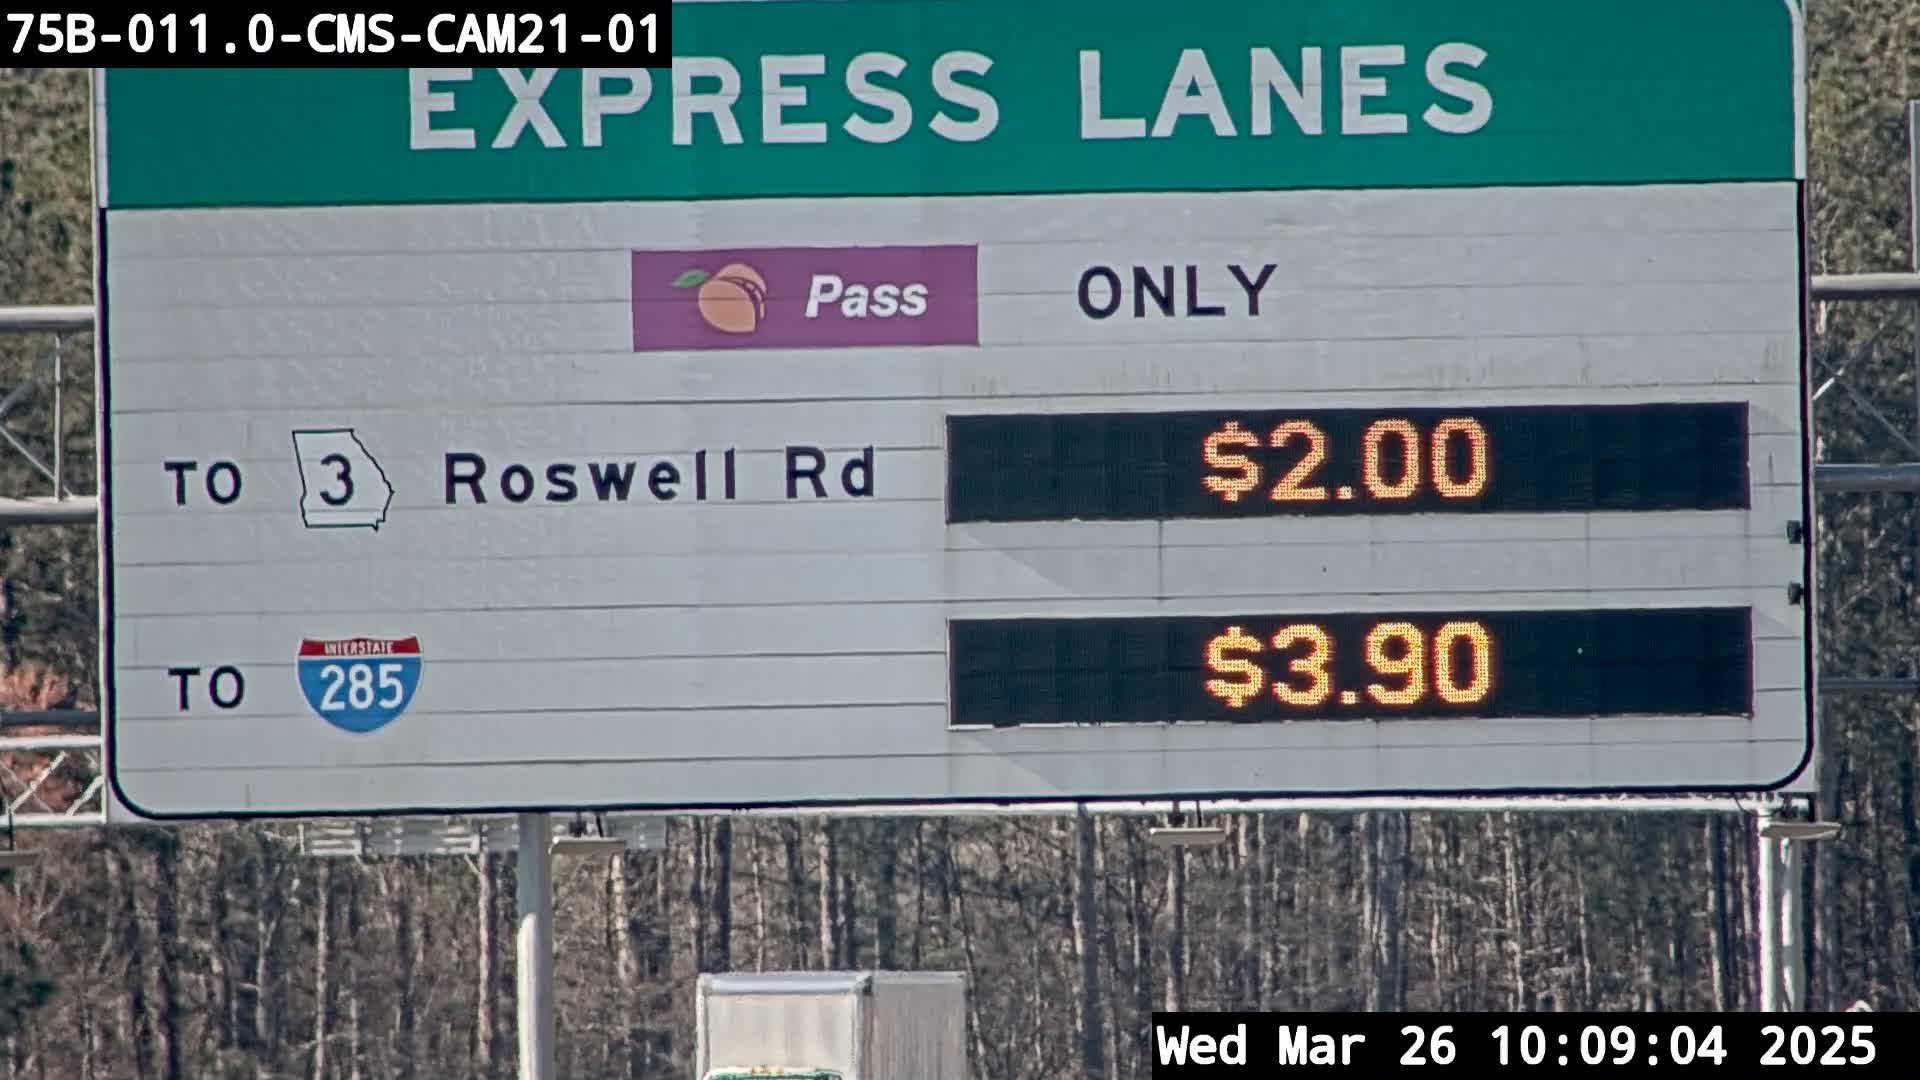 75B-011.0-CMS-CAM21-01
EXPRESS LANES
Pass ONLY
TO 3 Roswell Rd $2.00
INTERSTATE
TO 285 $3.90
Wed Mar 26 10:09:04 2025